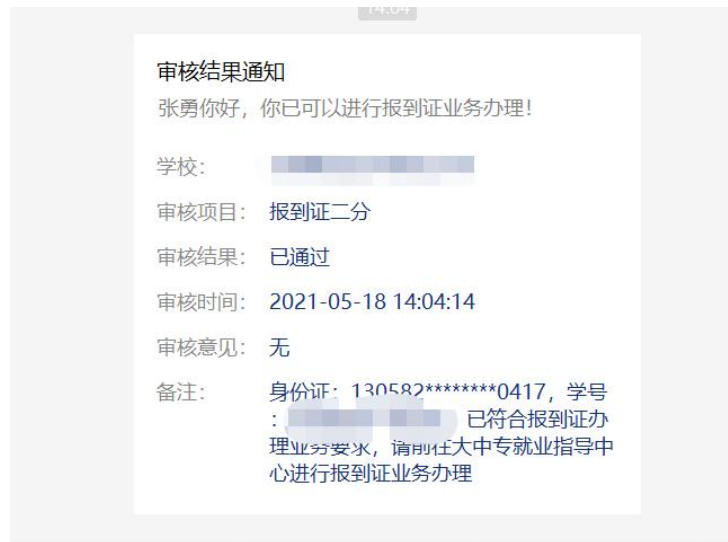 14:04
审核结果通知
张勇你好，你已可以进行报到证业务办理！
学校：
审核项目： 报到证二分
审核结果： 已通过
审核时间： 2021-05-18 14:04:14
审核意见： 无
备注： 身份证：130582********0417，学号
： 已符合报到证办
理业务要求，请前往大中专就业指导中
心进行报到证业务办理